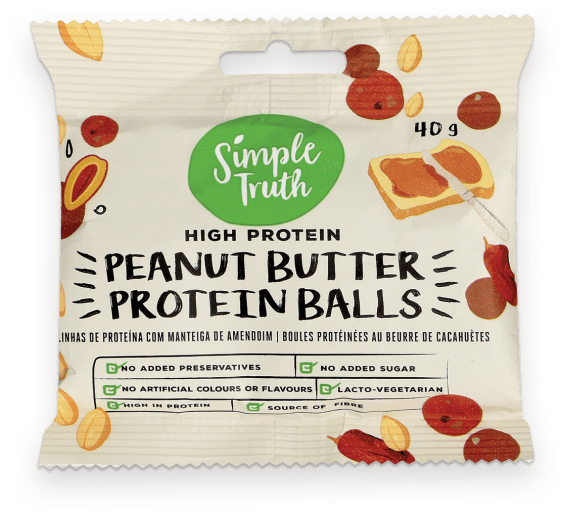 40 g
Simple
Truth
HIGH PROTEIN
PEANUT BUTTER
PROTEIN BALLS
LINHAS DE PROTEÍNA COM MANTEIGA DE AMENDOIM | BOULES PROTÉINÉES AU BEURRE DE CACAHUÈTES
NO ADDED PRESERVATIVES NO ADDED SUGAR
NO ARTIFICIAL COLOURS OR FLAVOURS LACTO-VEGETARIAN
HIGH IN PROTEIN SOURCE OF FIBRE